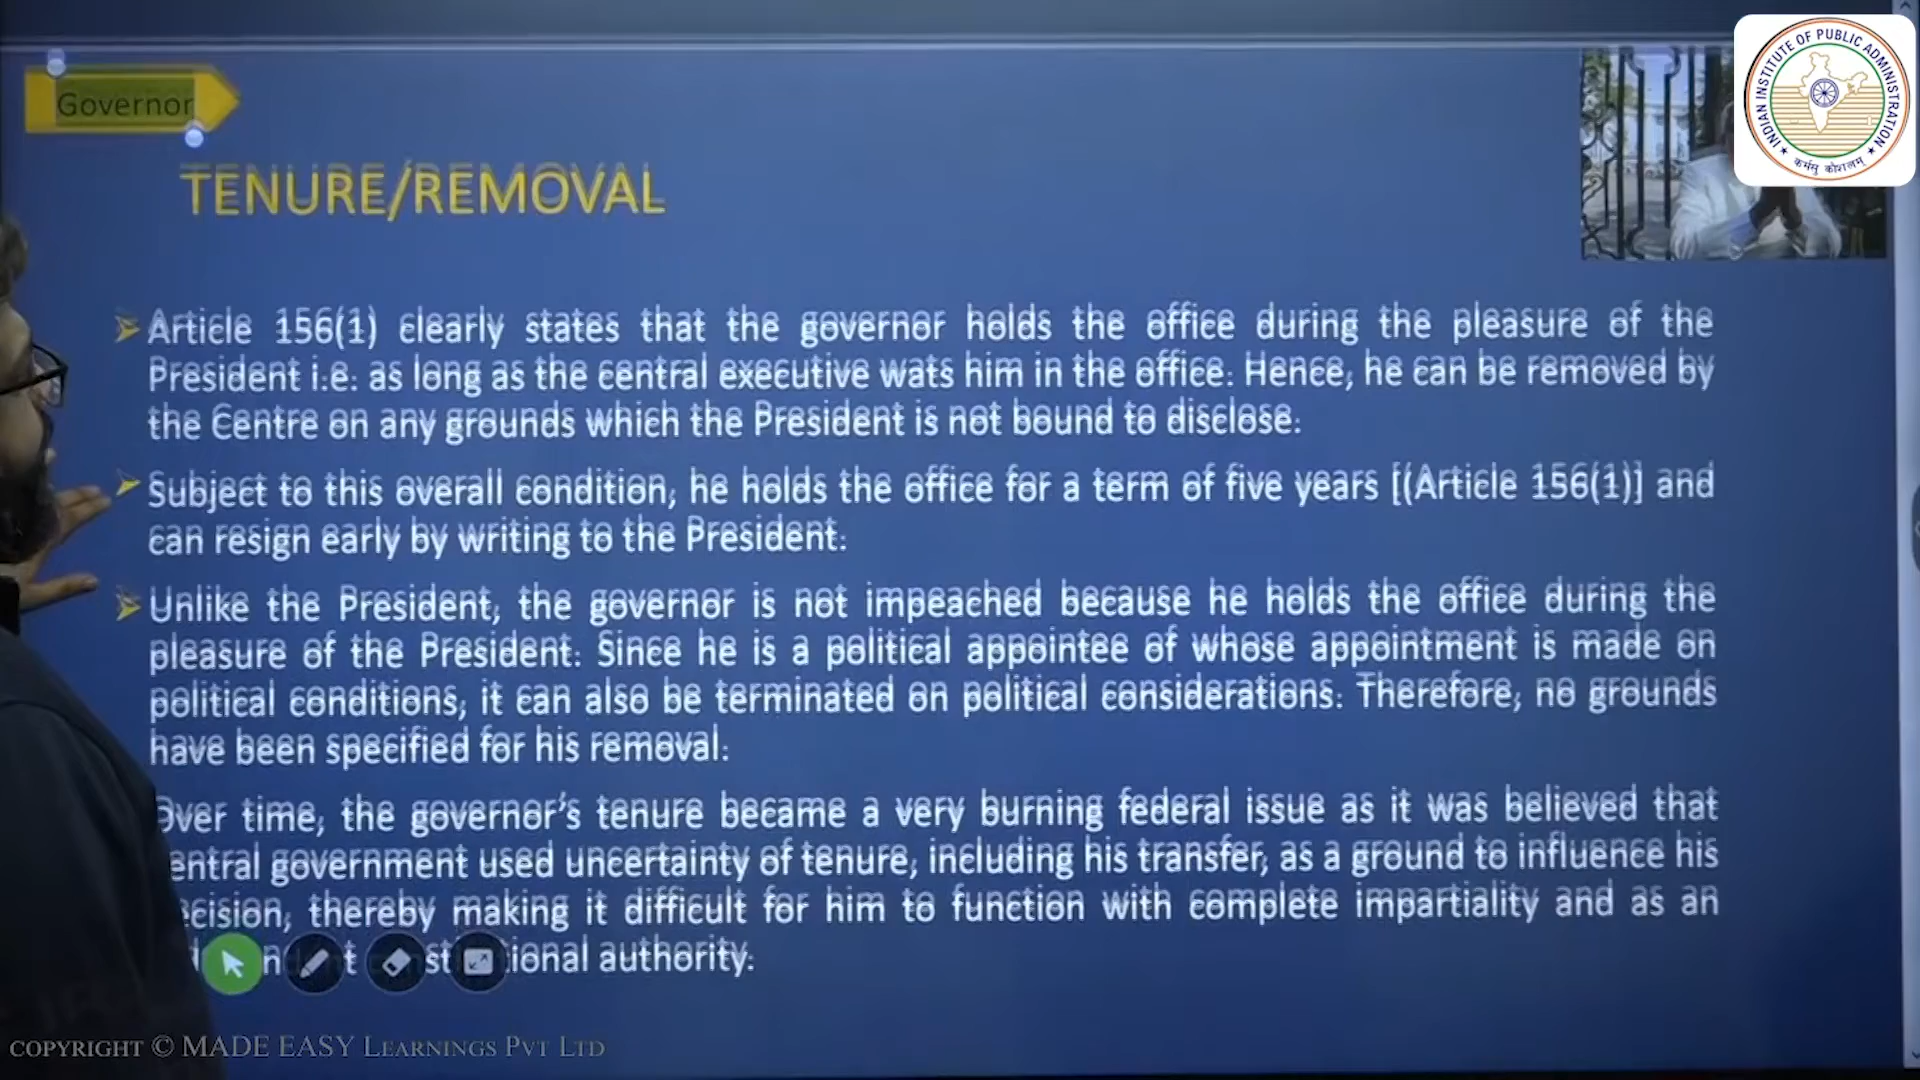 Governor
INDIAN INSTITUTE OF PUBLIC ADMINISTRATION
कर्मसु कौशलम्
TENURE/REMOVAL
Article 156(1) clearly states that the governor holds the office during the pleasure of the
President i.e. as long as the central executive wats him in the office. Hence, he can be removed by
the Centre on any grounds which the President is not bound to disclose.
Subject to this overall condition, he holds the office for a term of five years [(Article 156(1)] and
can resign early by writing to the President.
Unlike the President, the governor is not impeached because he holds the office during the
pleasure of the President. Since he is a political appointee of whose appointment is made on
political conditions, it can also be terminated on political considerations. Therefore, no grounds
have been specified for his removal.
Over time, the governor's tenure became a very burning federal issue as it was believed that
entral government used uncertainty of tenure, including his transfer, as a ground to influence his
cision, thereby making it difficult for him to function with complete impartiality and as an
authority.
COPYRIGHT © MADE EASY LEARNINGS PVT LTD